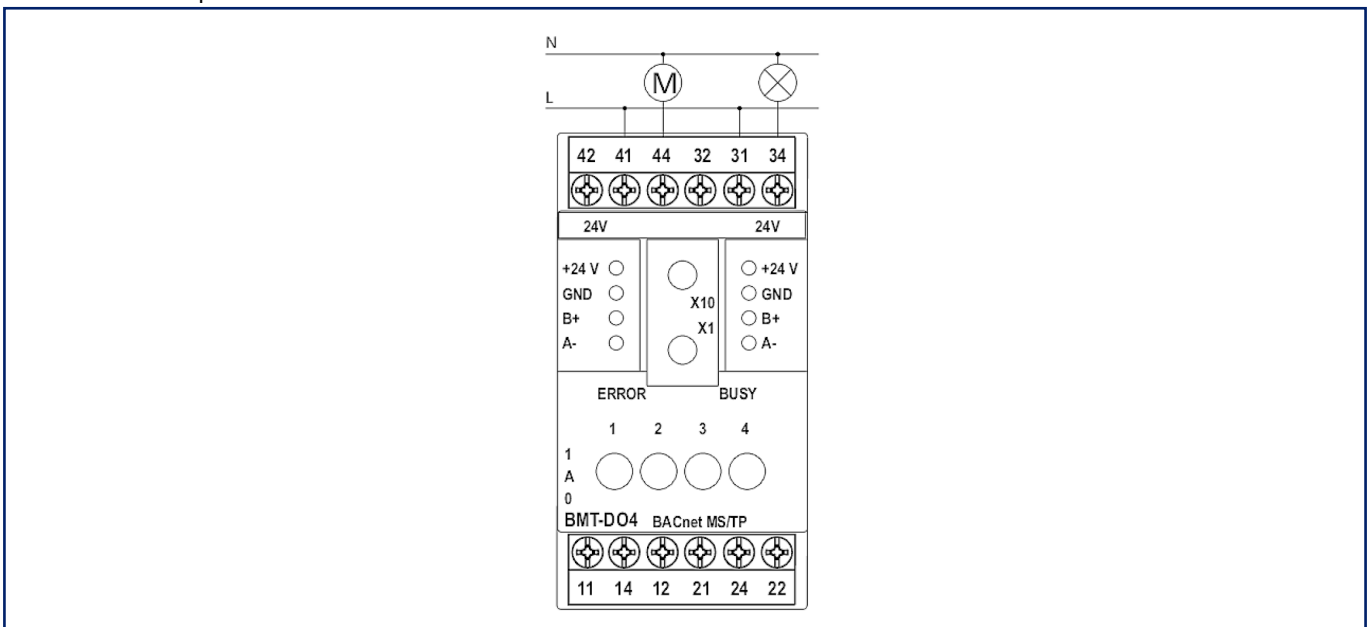 N
M
L
42 41 44 32 31 34
24V 24V
+24 V +24 V
GND GND
X10
B+ B+
X1
A- A-
ERROR BUSY
1 2 3 4
1
A
0
BMT-DO4 BACnet MS/TP
11 14 12 21 24 22